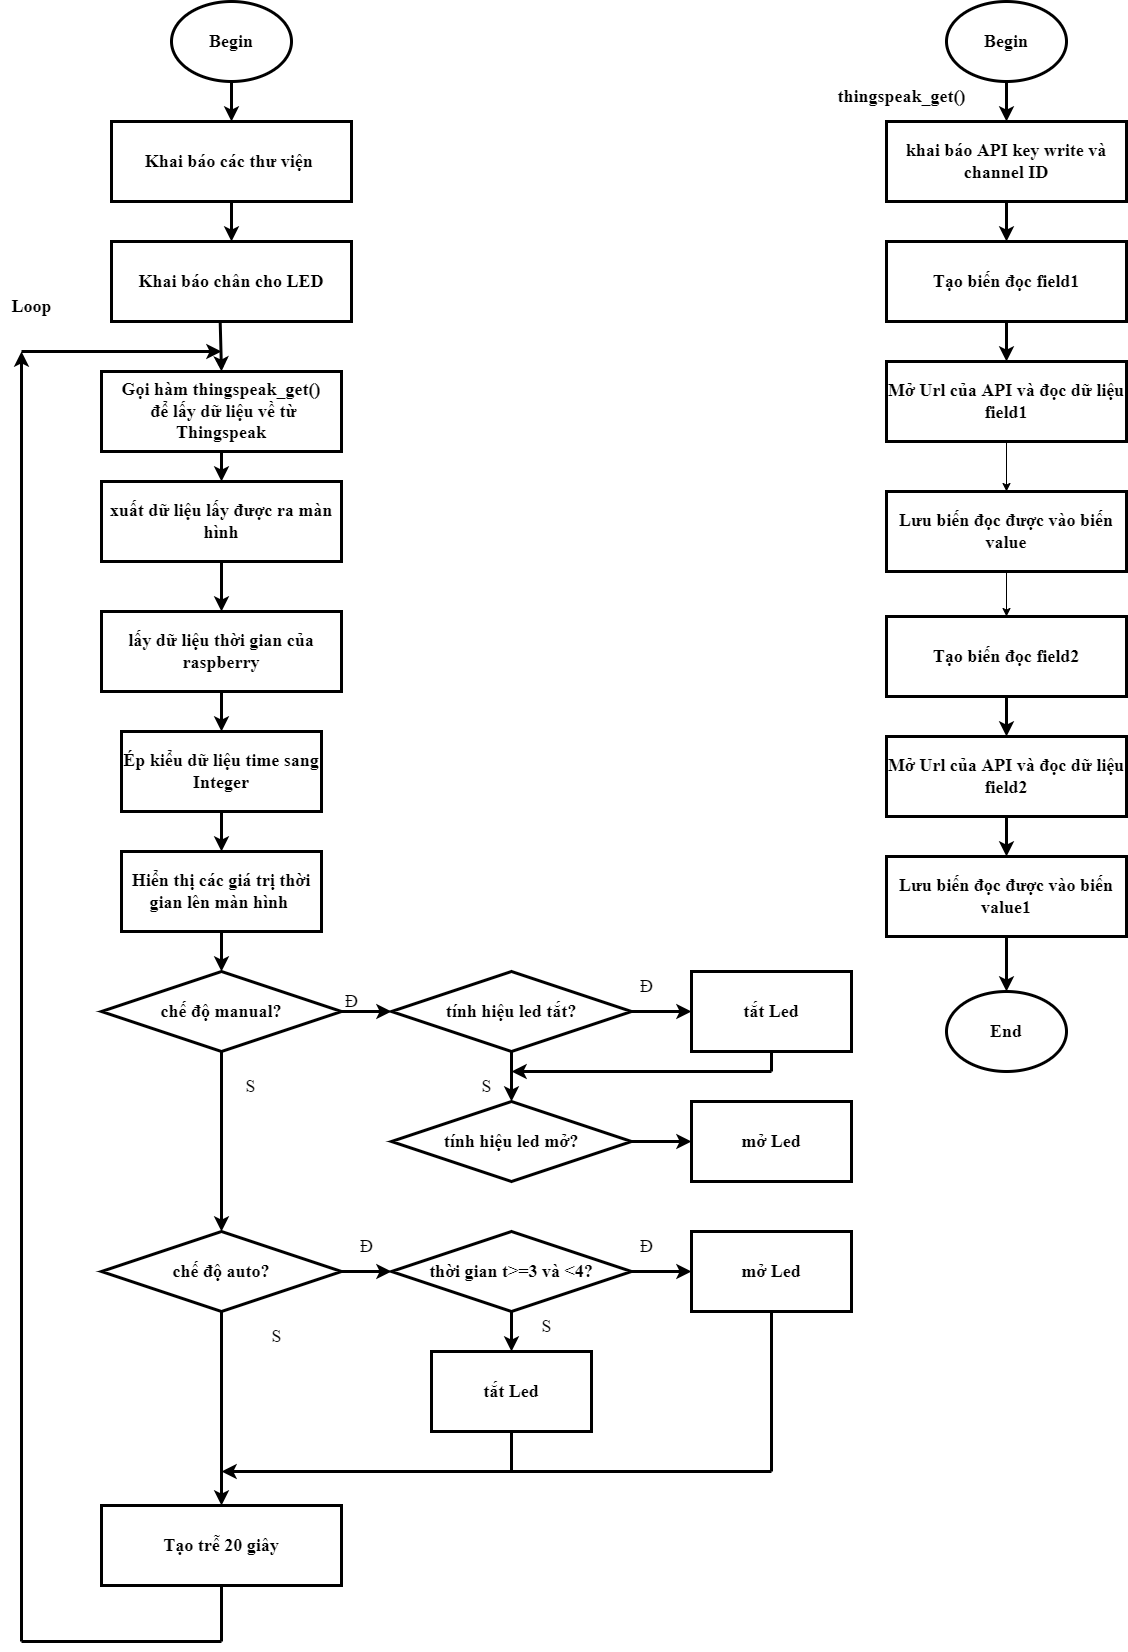 Begin
Khai báo các thư viện
Khai báo chân cho LED
Loop
Gọi hàm thingspeak_get()
để lấy dữ liệu về từ
Thingspeak
xuất dữ liệu lấy được ra màn
hình
lấy dữ liệu thời gian của
raspberry
Ép kiểu dữ liệu time sang
Integer
Hiển thị các giá trị thời
gian lên màn hình
chế độ manual?
Đ
tính hiệu led tắt?
Đ
tắt Led
S
S
tính hiệu led mở?
mở Led
chế độ auto?
Đ
thời gian t>=3 và <4?
Đ
mở Led
S
S
tắt Led
Tạo trễ 20 giây
Begin
thingspeak_get()
khai báo API key write và
channel ID
Tạo biến đọc field1
Mở Url của API và đọc dữ liệu
field1
Lưu biến đọc được vào biến
value
Tạo biến đọc field2
Mở Url của API và đọc dữ liệu
field2
Lưu biến đọc được vào biến
value1
End